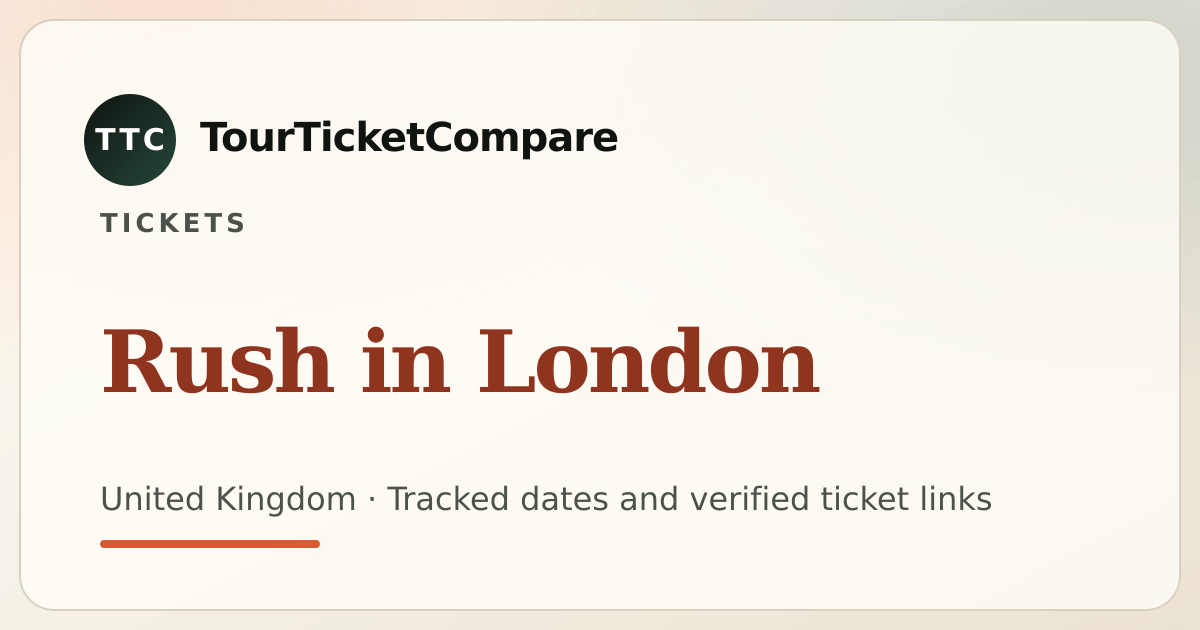 TTC TourTicketCompare
TICKETS
Rush in London
United Kingdom · Tracked dates and verified ticket links